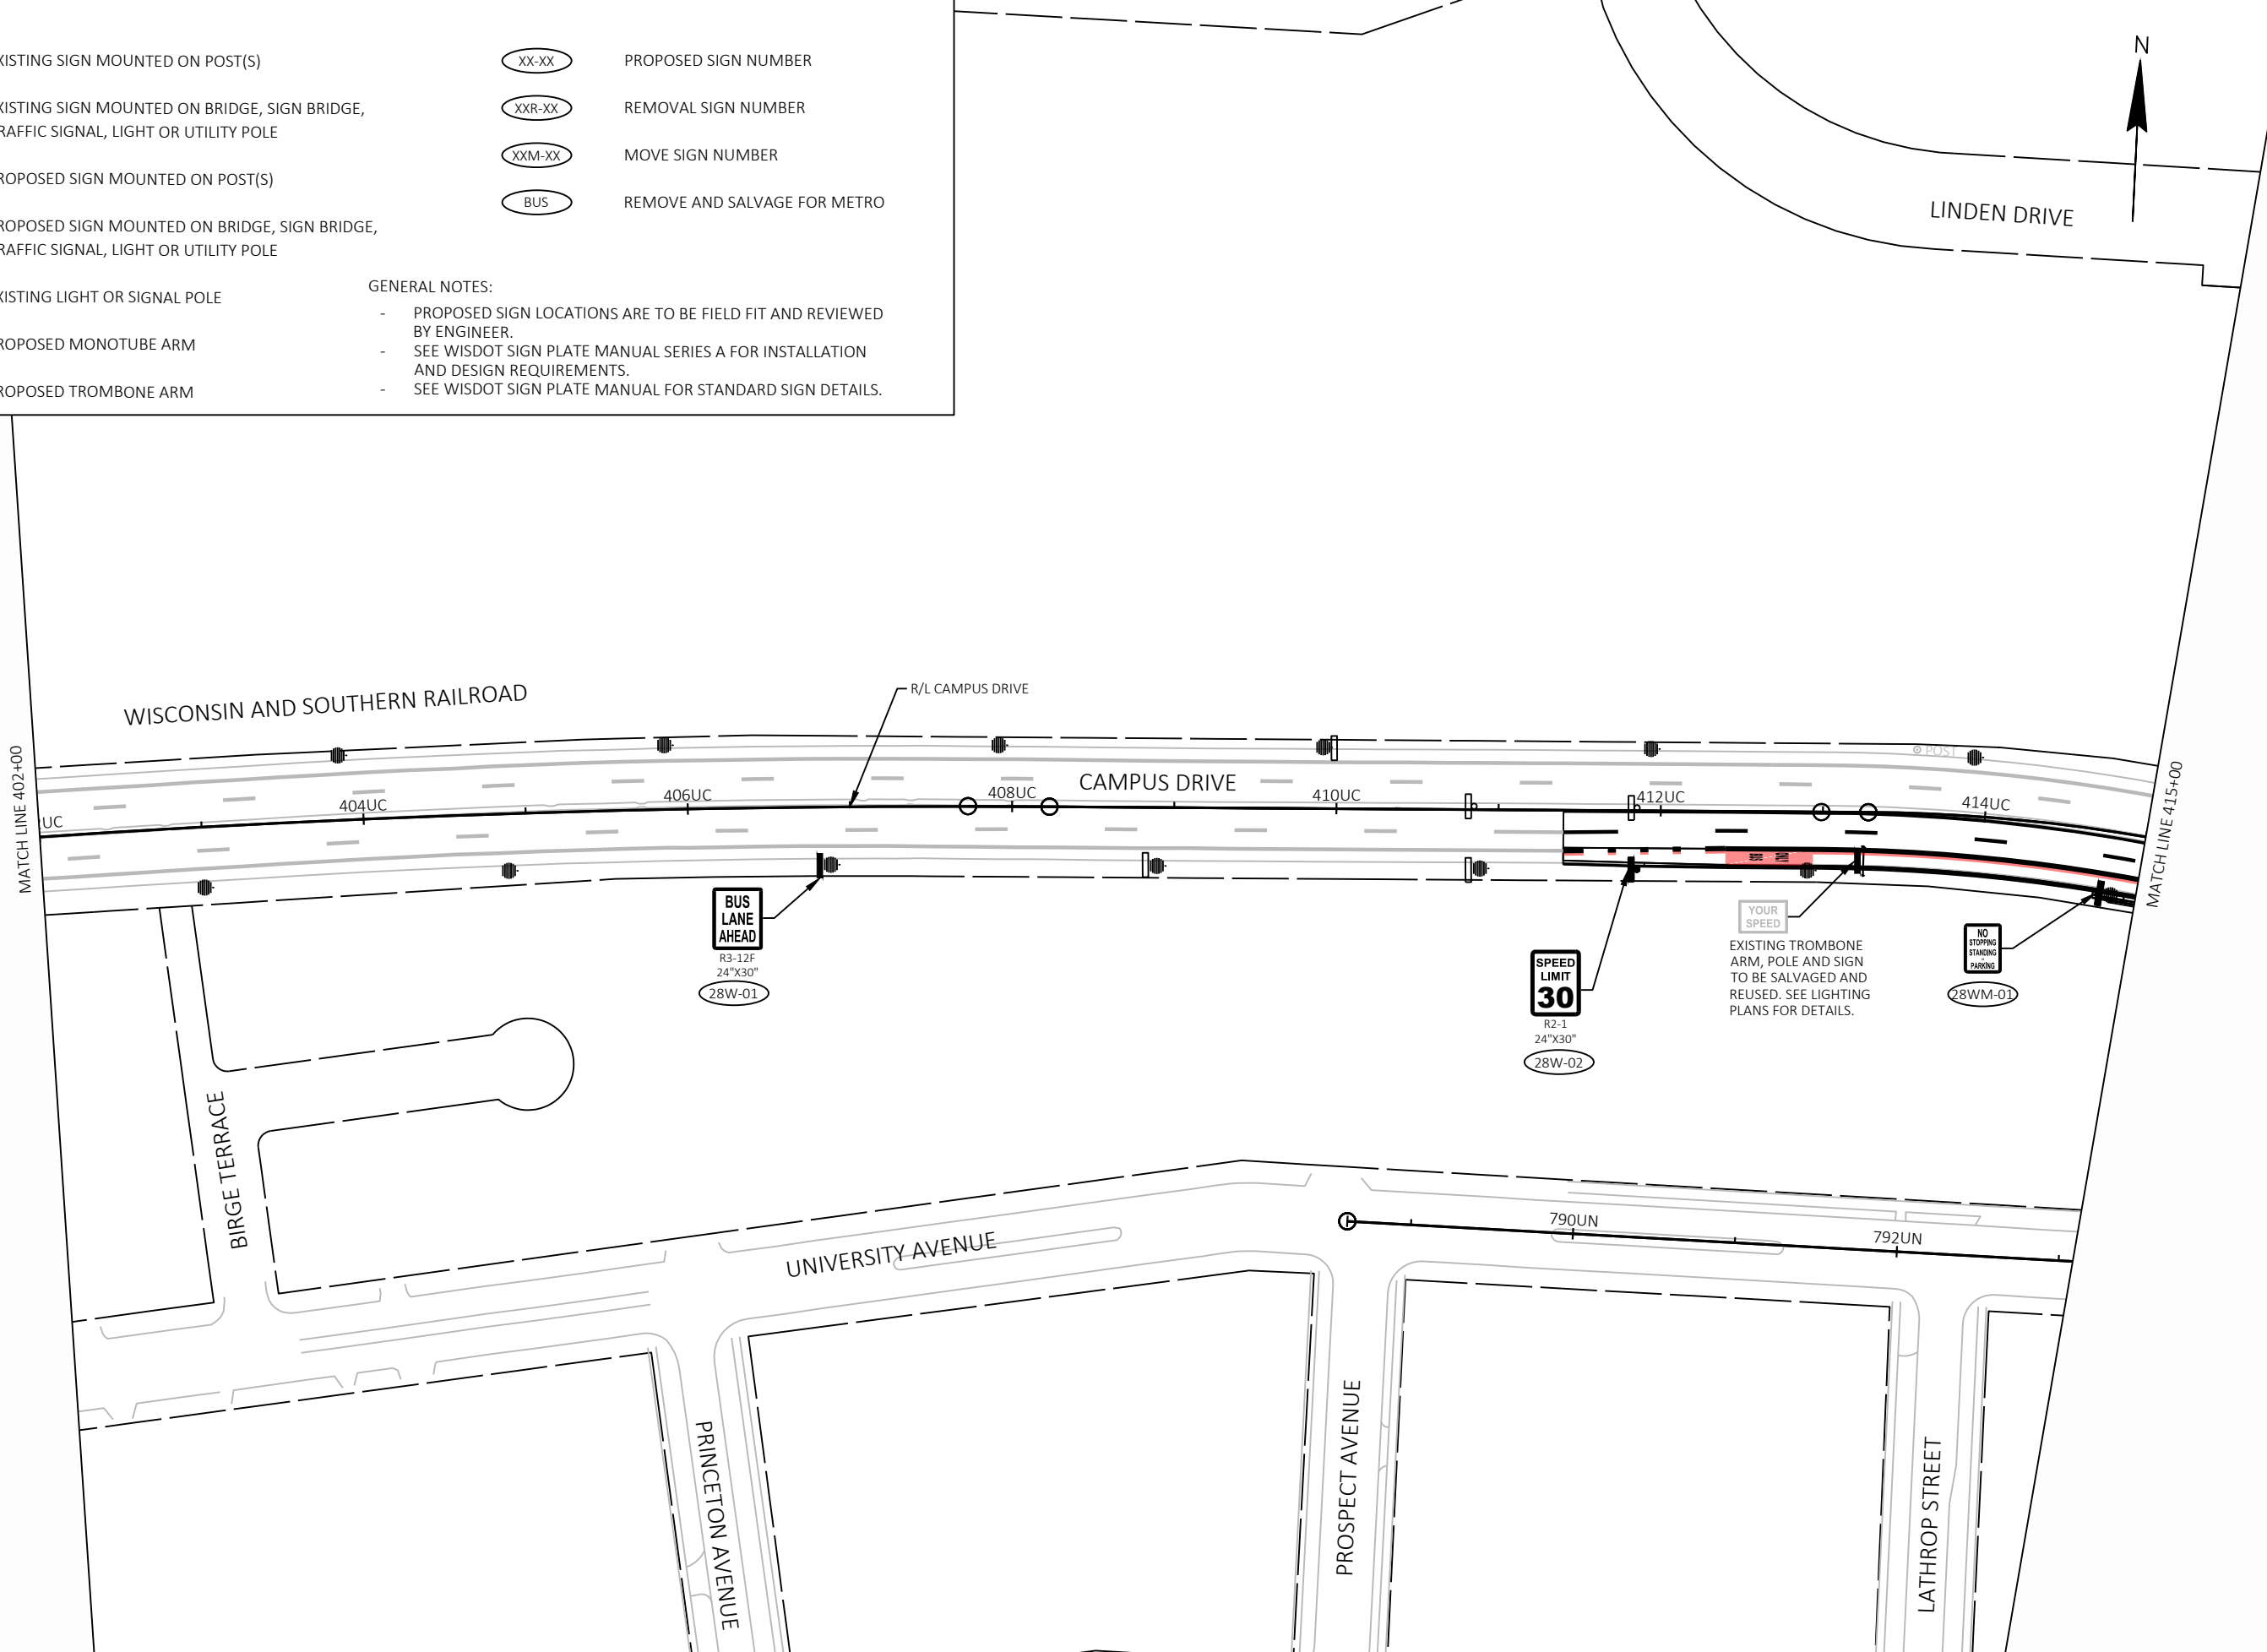 XISTING SIGN MOUNTED ON POST(S)
XISTING SIGN MOUNTED ON BRIDGE, SIGN BRIDGE,
RAFFIC SIGNAL, LIGHT OR UTILITY POLE
ROPOSED SIGN MOUNTED ON POST(S)
ROPOSED SIGN MOUNTED ON BRIDGE, SIGN BRIDGE,
RAFFIC SIGNAL, LIGHT OR UTILITY POLE
XISTING LIGHT OR SIGNAL POLE
ROPOSED MONOTUBE ARM
ROPOSED TROMBONE ARM
XX-XX PROPOSED SIGN NUMBER
XXR-XX REMOVAL SIGN NUMBER
XXM-XX MOVE SIGN NUMBER
BUS REMOVE AND SALVAGE FOR METRO
GENERAL NOTES:
- PROPOSED SIGN LOCATIONS ARE TO BE FIELD FIT AND REVIEWED
BY ENGINEER.
- SEE WISDOT SIGN PLATE MANUAL SERIES A FOR INSTALLATION
AND DESIGN REQUIREMENTS.
- SEE WISDOT SIGN PLATE MANUAL FOR STANDARD SIGN DETAILS.
N
LINDEN DRIVE
WISCONSIN AND SOUTHERN RAILROAD
R/L CAMPUS DRIVE
MATCH LINE 402+00
UC
404UC
406UC
408UC
CAMPUS DRIVE
410UC
412UC
414UC
POST
MATCH LINE 415+00
BUS
LANE
AHEAD
R3-12F
24"X30"
28W-01
SPEED
LIMIT
30
R2-1
24"X30"
28W-02
YOUR
SPEED
EXISTING TROMBONE
ARM, POLE AND SIGN
TO BE SALVAGED AND
REUSED. SEE LIGHTING
PLANS FOR DETAILS.
NO
STOPPING
STANDING
PARKING
28WM-01
BIRGE TERRACE
UNIVERSITY AVENUE
790UN
792UN
PRINCETON AVENUE
PROSPECT AVENUE
LATHROP STREET